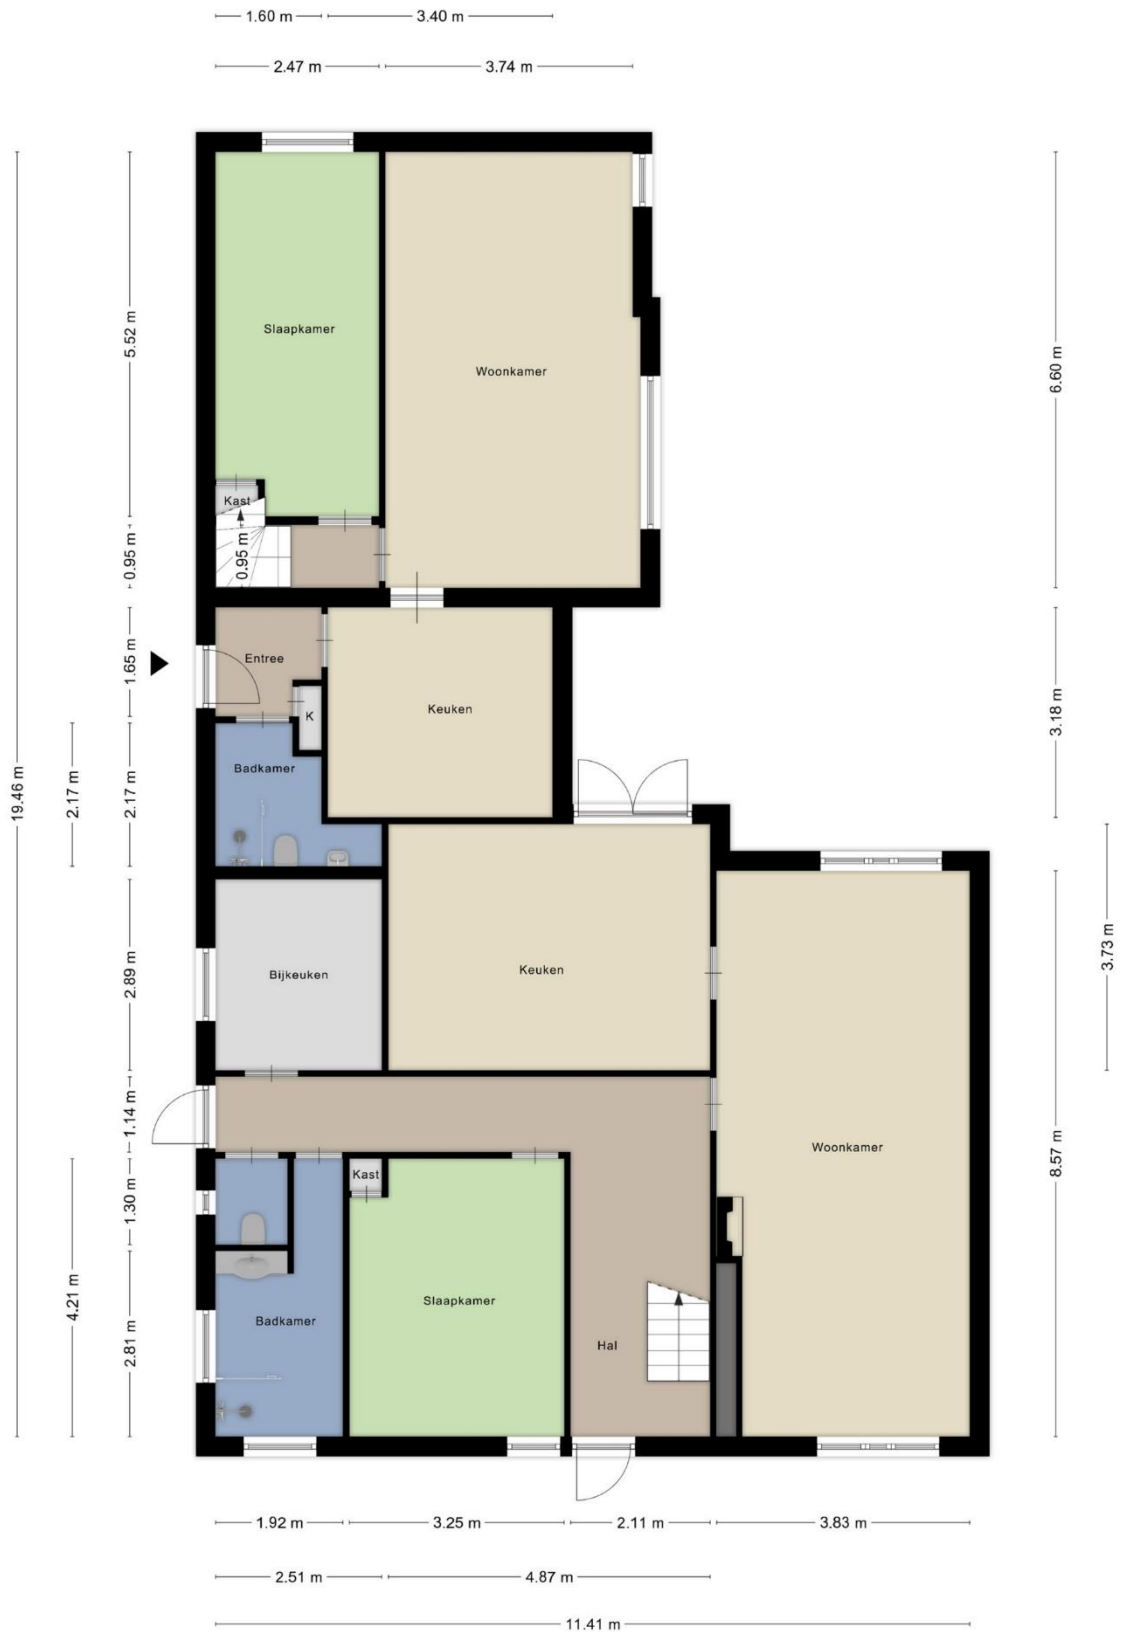 1.60 m
3.40 m
2.47 m
3.74 m
5.52 m
Slaapkamer
Woonkamer
6.60 m
Kast
0.95 m
0.95 m
1.65 m
Entree
Keuken
K
3.18 m
19.46 m
2.17 m
2.17 m
Badkamer
3.73 m
2.89 m
Bijkeuken
Keuken
1.14 m
Woonkamer
8.57 m
Kast
1.30 m
4.21 m
Slaapkamer
Badkamer
2.81 m
Hal
1.92 m
3.25 m
2.11 m
3.83 m
2.51 m
4.87 m
11.41 m